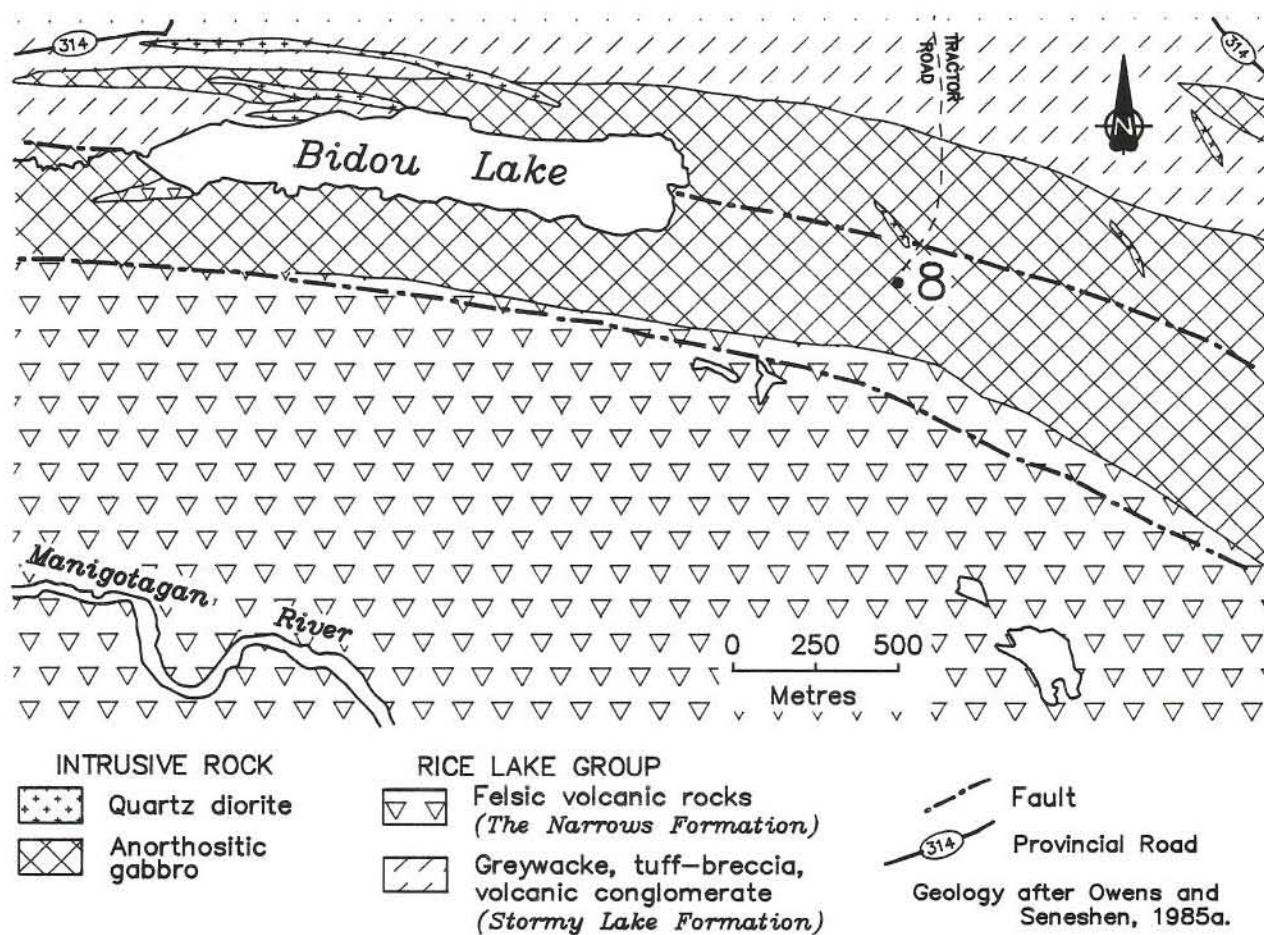 314
TRACTOR
ROAD
314
N
Bidou Lake
8
Manigotagan
River
0 250 500
Metres
INTRUSIVE ROCK
Quartz diorite
Anorthositic
gabbro
RICE LAKE GROUP
Felsic volcanic rocks
(The Narrows Formation)
Greywacke, tuff-breccia,
volcanic conglomerate
(Stormy Lake Formation)
Fault
314 Provincial Road
Geology after Owens and
Seneshen, 1985a.